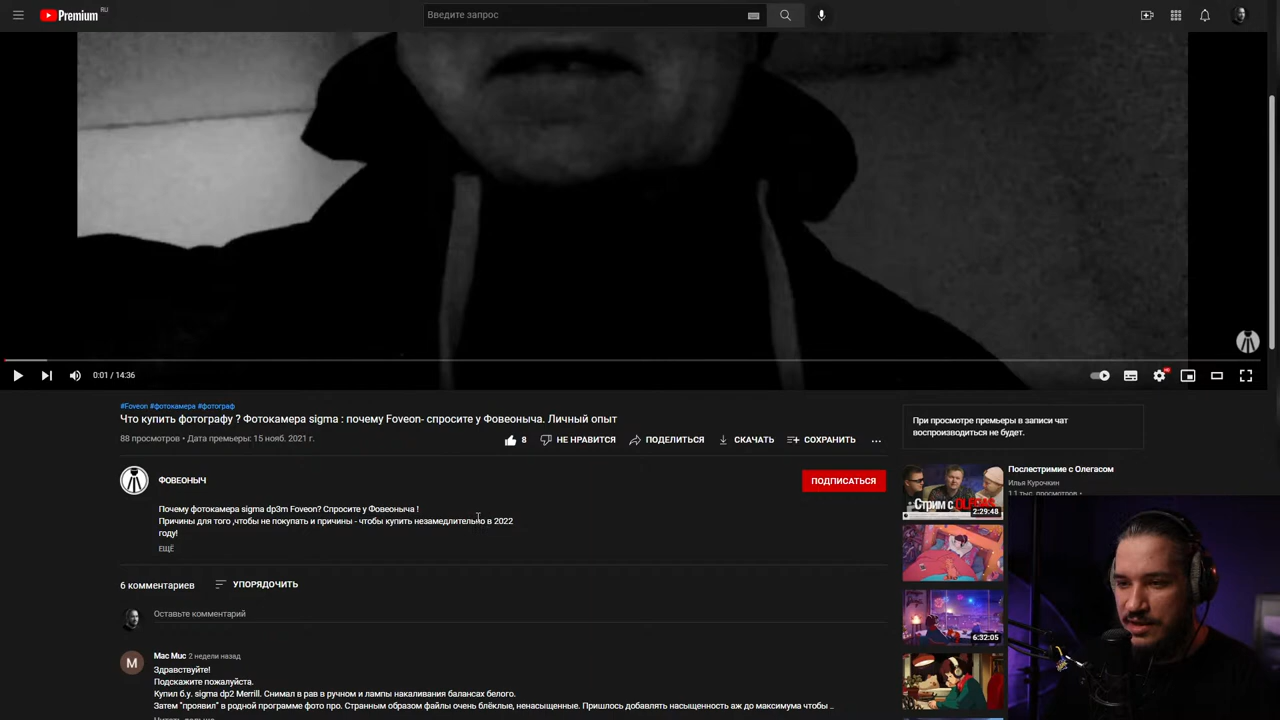 Premium RU
Введите запрос
0:01 / 14:36
#Foveon #фотокамера #фотограф
Что купить фотографу ? Фотокамера sigma : почему Foveon- спросите у Фовеоныча. Личный опыт
88 просмотров • Дата премьеры: 15 нояб. 2021 г.
8 НЕ НРАВИТСЯ ПОДЕЛИТЬСЯ СКАЧАТЬ СОХРАНИТЬ
При просмотре премьеры в записи чат
воспроизводиться не будет.
ФОВЕОНЫЧ
ПОДПИСАТЬСЯ
Почему фотокамера sigma dp3m Foveon? Спросите у Фовеоныча !
Причины для того ,чтобы не покупать и причины - чтобы купить незамедлительно в 2022
году!
ЕЩЁ
Послестримие с Олегасом
Илья Курочкин
1,1 тыс. просмотров •
Стрим с OLEGAS
2:29:48
6:32:05
6 комментариев УПОРЯДОЧИТЬ
Оставьте комментарий
M
Mac Muc 2 недели назад
Здравствуйте!
Подскажите пожалуйста.
Купил б.у. sigma dp2 Merrill. Снимал в рав в ручном и лампы накаливания балансах белого.
Затем "проявил" в родной программе фото про. Странным образом файлы очень блёклые, ненасыщенные. Пришлось добавлять насыщенность аж до максимума чтобы ..